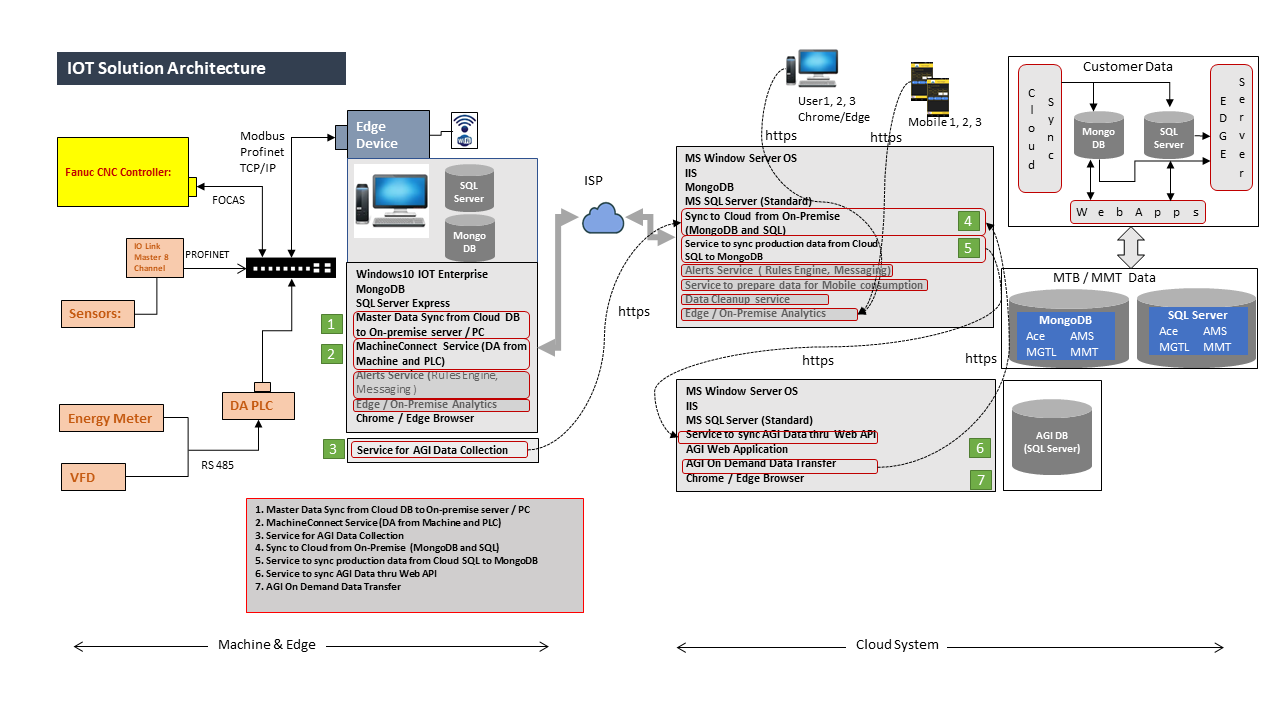 IOT Solution Architecture
Fanuc CNC Controller:
FOCAS
IO Link
Master 8
Channel
PROFINET
Sensors:
Energy Meter
VFD
RS 485
DA PLC
Modbus
Profinet
TCP/IP
Edge
Device
SQL
Server
Mongo
DB
Windows10 IOT Enterprise
MongoDB
SQL Server Express
1
Master Data Sync from Cloud DB
to On-premise server / PC
2
MachineConnect Service (DA from
Machine and PLC)
Alerts Service (Rules Engine,
Messaging )
Edge / On-Premise Analytics
Chrome / Edge Browser
3
Service for AGI Data Collection
1. Master Data Sync from Cloud DB to On-premise server / PC
2. MachineConnect Service (DA from Machine and PLC)
3. Service for AGI Data Collection
4. Sync to Cloud from On-Premise (MongoDB and SQL)
5. Service to sync production data from Cloud SQL to MongoDB
6. Service to sync AGI Data thru Web API
7. AGI On Demand Data Transfer
Machine & Edge
ISP
https
User1, 2, 3
Chrome/Edge
https
Mobile 1, 2, 3
https
MS Window Server OS
IIS
MongoDB
MS SQL Server (Standard)
Sync to Cloud from On-Premise
(MongoDB and SQL)
4
Service to sync production data from Cloud
SQL to MongoDB
5
Alerts Service ( Rules Engine, Messaging)
Service to prepare data for Mobile consumption
Data Cleanup service
Edge / On-Premise Analytics
https
https
MS Window Server OS
IIS
MS SQL Server (Standard)
Service to sync AGI Data thru Web API
AGI Web Application
6
AGI On Demand Data Transfer
Chrome / Edge Browser
7
Customer Data
Cloud
Sync
Mongo
DB
SQL
Server
EDGE
Server
WebApps
MTB / MMT Data
MongoDB
Ace AMS
MGTL MMT
SQL Server
Ace AMS
MGTL MMT
AGI DB
(SQL Server)
Cloud System